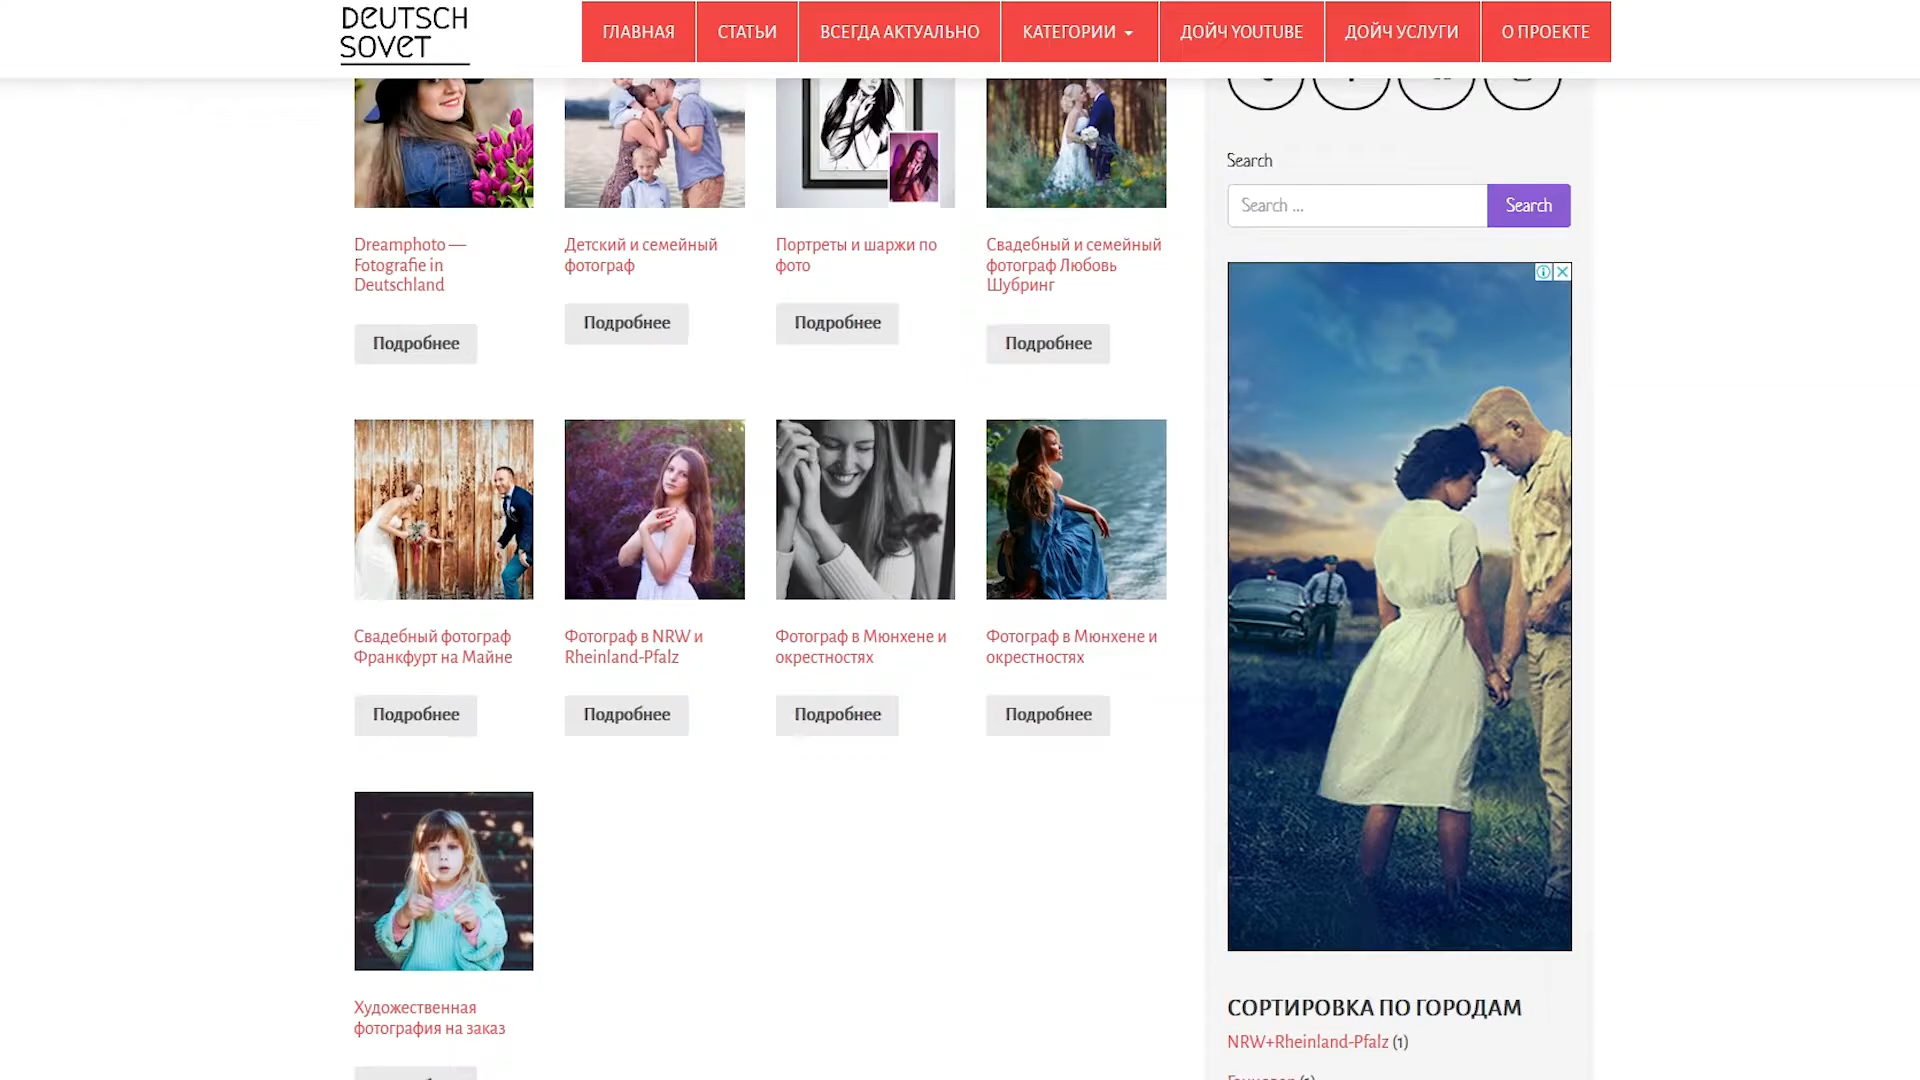 DEUTSCH
SOVET
ГЛАВНАЯ
СТАТЬИ
ВСЕГДА АКТУАЛЬНО
КАТЕГОРИИ
ДОЙЧ YOUTUBE
ДОЙЧ УСЛУГИ
О ПРОЕКТЕ
Dreamphoto —
Fotografie in
Deutschland
Подробнее
Детский и семейный
фотограф
Подробнее
Портреты и шаржи по
фото
Подробнее
Свадебный и семейный
фотограф Любовь
Шубринг
Подробнее
Свадебный фотограф
Франкфурт на Майне
Подробнее
Фотограф в NRW и
Rheinland-Pfalz
Подробнее
Фотограф в Мюнхене и
окрестностях
Подробнее
Фотограф в Мюнхене и
окрестностях
Подробнее
Художественная
фотография на заказ
Search
Search ...
Search
СОРТИРОВКА ПО ГОРОДАМ
NRW+Rheinland-Pfalz (1)